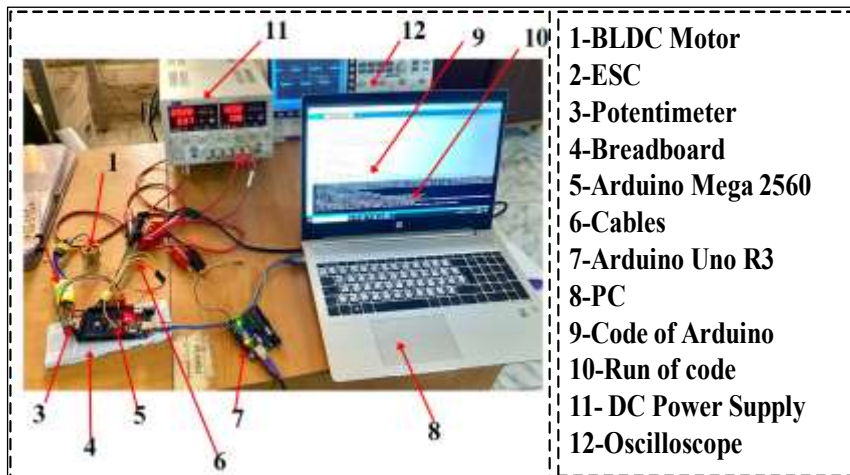 11
12
9
10
1
2
3
4
5
6
7
8
1-BLDC Motor
2-ESC
3-Potentimeter
4-Breadboard
5-Arduino Mega 2560
6-Cables
7-Arduino Uno R3
8-PC
9-Code of Arduino
10-Run of code
11- DC Power Supply
12-Oscilloscope